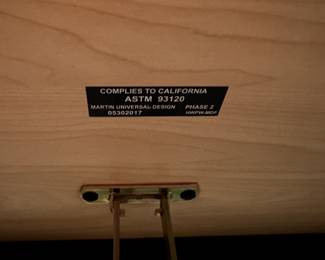 COMPLIES TO CALIFORNIA
ASTM 93120
MARTIN UNIVERSAL DESIGN PHASE 2
05302017 HWPW-MDF